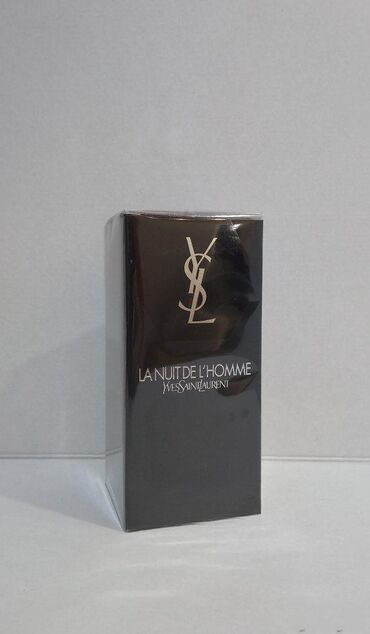 YSL
LA NUIT DE L'HOMME
YVESSAINTLAURENT